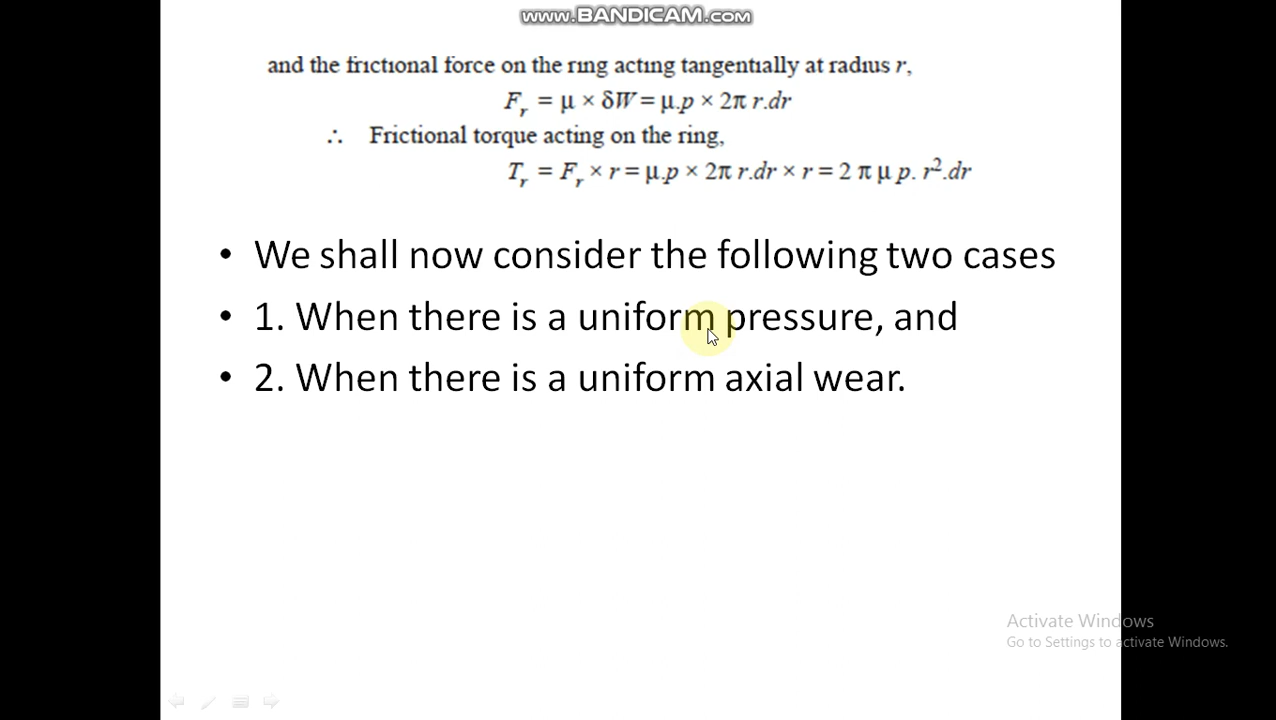 www.BANDICAM.com
and the frictional force on the ring acting tangentially at radius r,
Fᵣ = μ × δW = μ.p × 2π r.dr
∴ Frictional torque acting on the ring,
Tᵣ = Fᵣ × r = μ.p × 2π r.dr × r = 2 π μ p. r².dr
• We shall now consider the following two cases
• 1. When there is a uniform pressure, and
• 2. When there is a uniform axial wear.
Activate Windows
Go to Settings to activate Windows.